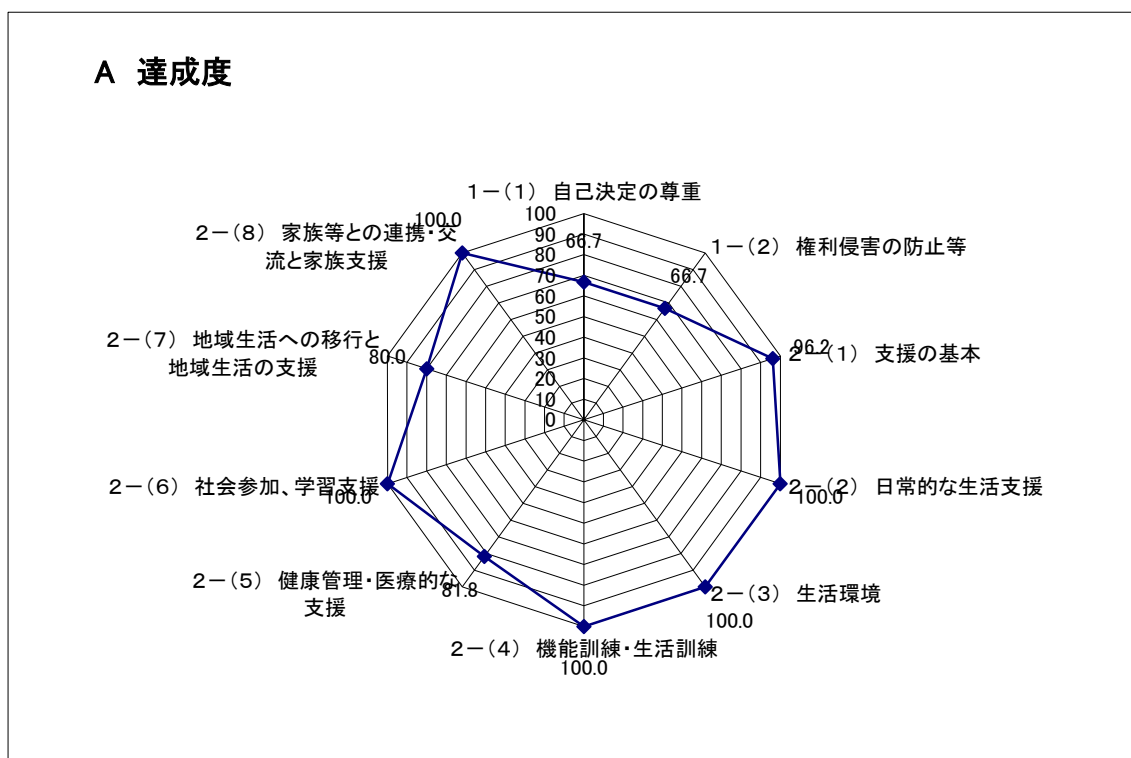 A 達成度
1－(1) 自己決定の尊重
66.7
1－(2) 権利侵害の防止等
66.7
2－(1) 支援の基本
96.2
2－(2) 日常的な生活支援
100.0
2－(3) 生活環境
100.0
2－(4) 機能訓練・生活訓練
100.0
2－(5) 健康管理・医療的な
支援
81.8
2－(6) 社会参加、学習支援
100.0
2－(7) 地域生活への移行と
地域生活の支援
80.0
2－(8) 家族等との連携・交
流と家族支援
100.0
100
90
80
70
60
50
40
30
20
10
0